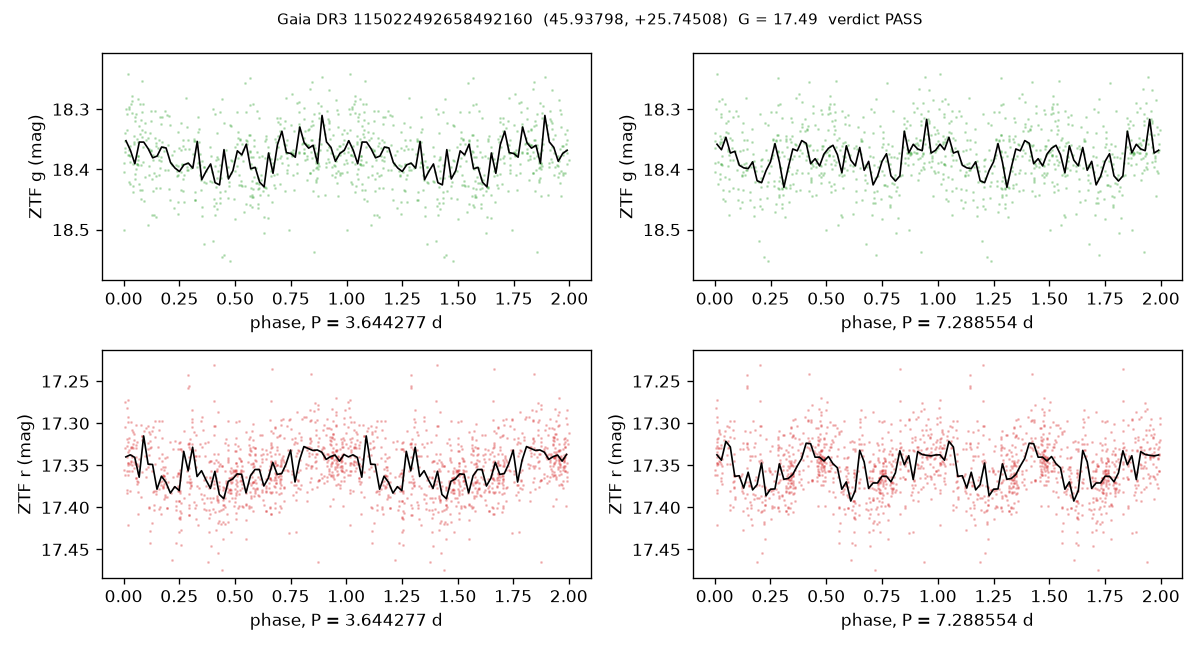 Gaia DR3 115022492658492160  (45.93798, +25.74508)  G = 17.49  verdict PASS
ZTF g (mag)
18.3
18.4
18.5
0.00 0.25 0.50 0.75 1.00 1.25 1.50 1.75 2.00
phase, P = 3.644277 d
ZTF g (mag)
18.3
18.4
18.5
0.00 0.25 0.50 0.75 1.00 1.25 1.50 1.75 2.00
phase, P = 7.288554 d
ZTF r (mag)
17.25
17.30
17.35
17.40
17.45
0.00 0.25 0.50 0.75 1.00 1.25 1.50 1.75 2.00
phase, P = 3.644277 d
ZTF r (mag)
17.25
17.30
17.35
17.40
17.45
0.00 0.25 0.50 0.75 1.00 1.25 1.50 1.75 2.00
phase, P = 7.288554 d